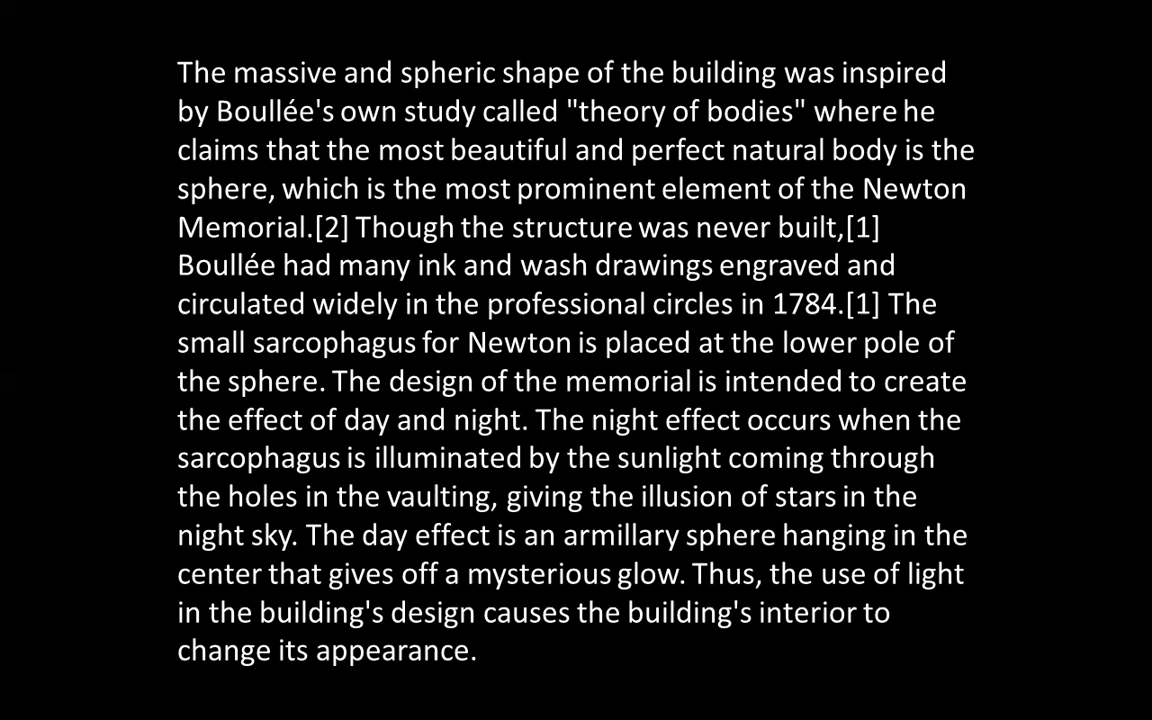 The massive and spheric shape of the building was inspired
by Boullée's own study called "theory of bodies" where he
claims that the most beautiful and perfect natural body is the
sphere, which is the most prominent element of the Newton
Memorial.[2] Though the structure was never built,[1]
Boullée had many ink and wash drawings engraved and
circulated widely in the professional circles in 1784.[1] The
small sarcophagus for Newton is placed at the lower pole of
the sphere. The design of the memorial is intended to create
the effect of day and night. The night effect occurs when the
sarcophagus is illuminated by the sunlight coming through
the holes in the vaulting, giving the illusion of stars in the
night sky. The day effect is an armillary sphere hanging in the
center that gives off a mysterious glow. Thus, the use of light
in the building's design causes the building's interior to
change its appearance.